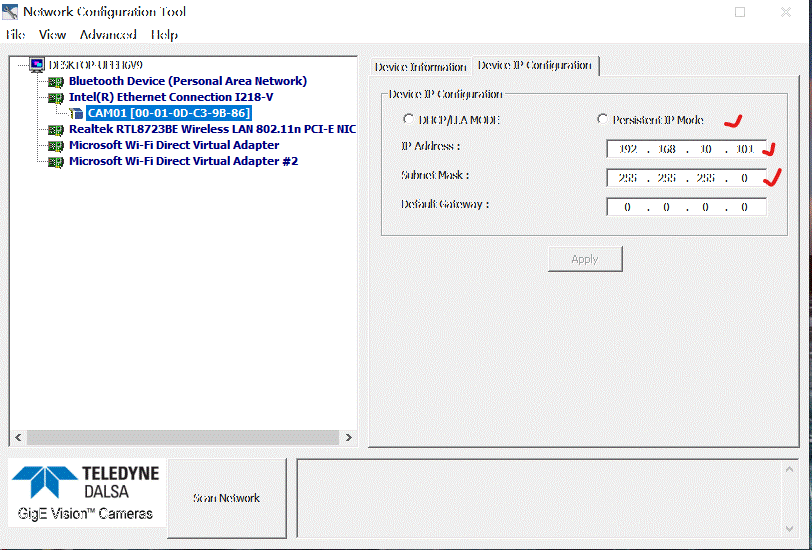 Network Configuration Tool
File View Advanced Help
DESKTOP-UFEH6V9
Bluetooth Device (Personal Area Network)
Intel(R) Ethernet Connection I218-V
CAM01 [00-01-0D-C3-9B-86]
Realtek RTL8723BE Wireless LAN 802.11n PCI-E NIC
Microsoft Wi-Fi Direct Virtual Adapter
Microsoft Wi-Fi Direct Virtual Adapter #2
Device Information Device IP Configuration
Device IP Configuration
DHCP/LLA MODE Persistent IP Mode
IP Address : 192 . 168 . 10 . 101
Subnet Mask : 255 . 255 . 255 . 0
Default Gateway : 0 . 0 . 0 . 0
Apply
TELEDYNE
DALSA
GigE Vision™ Cameras
Scan Network